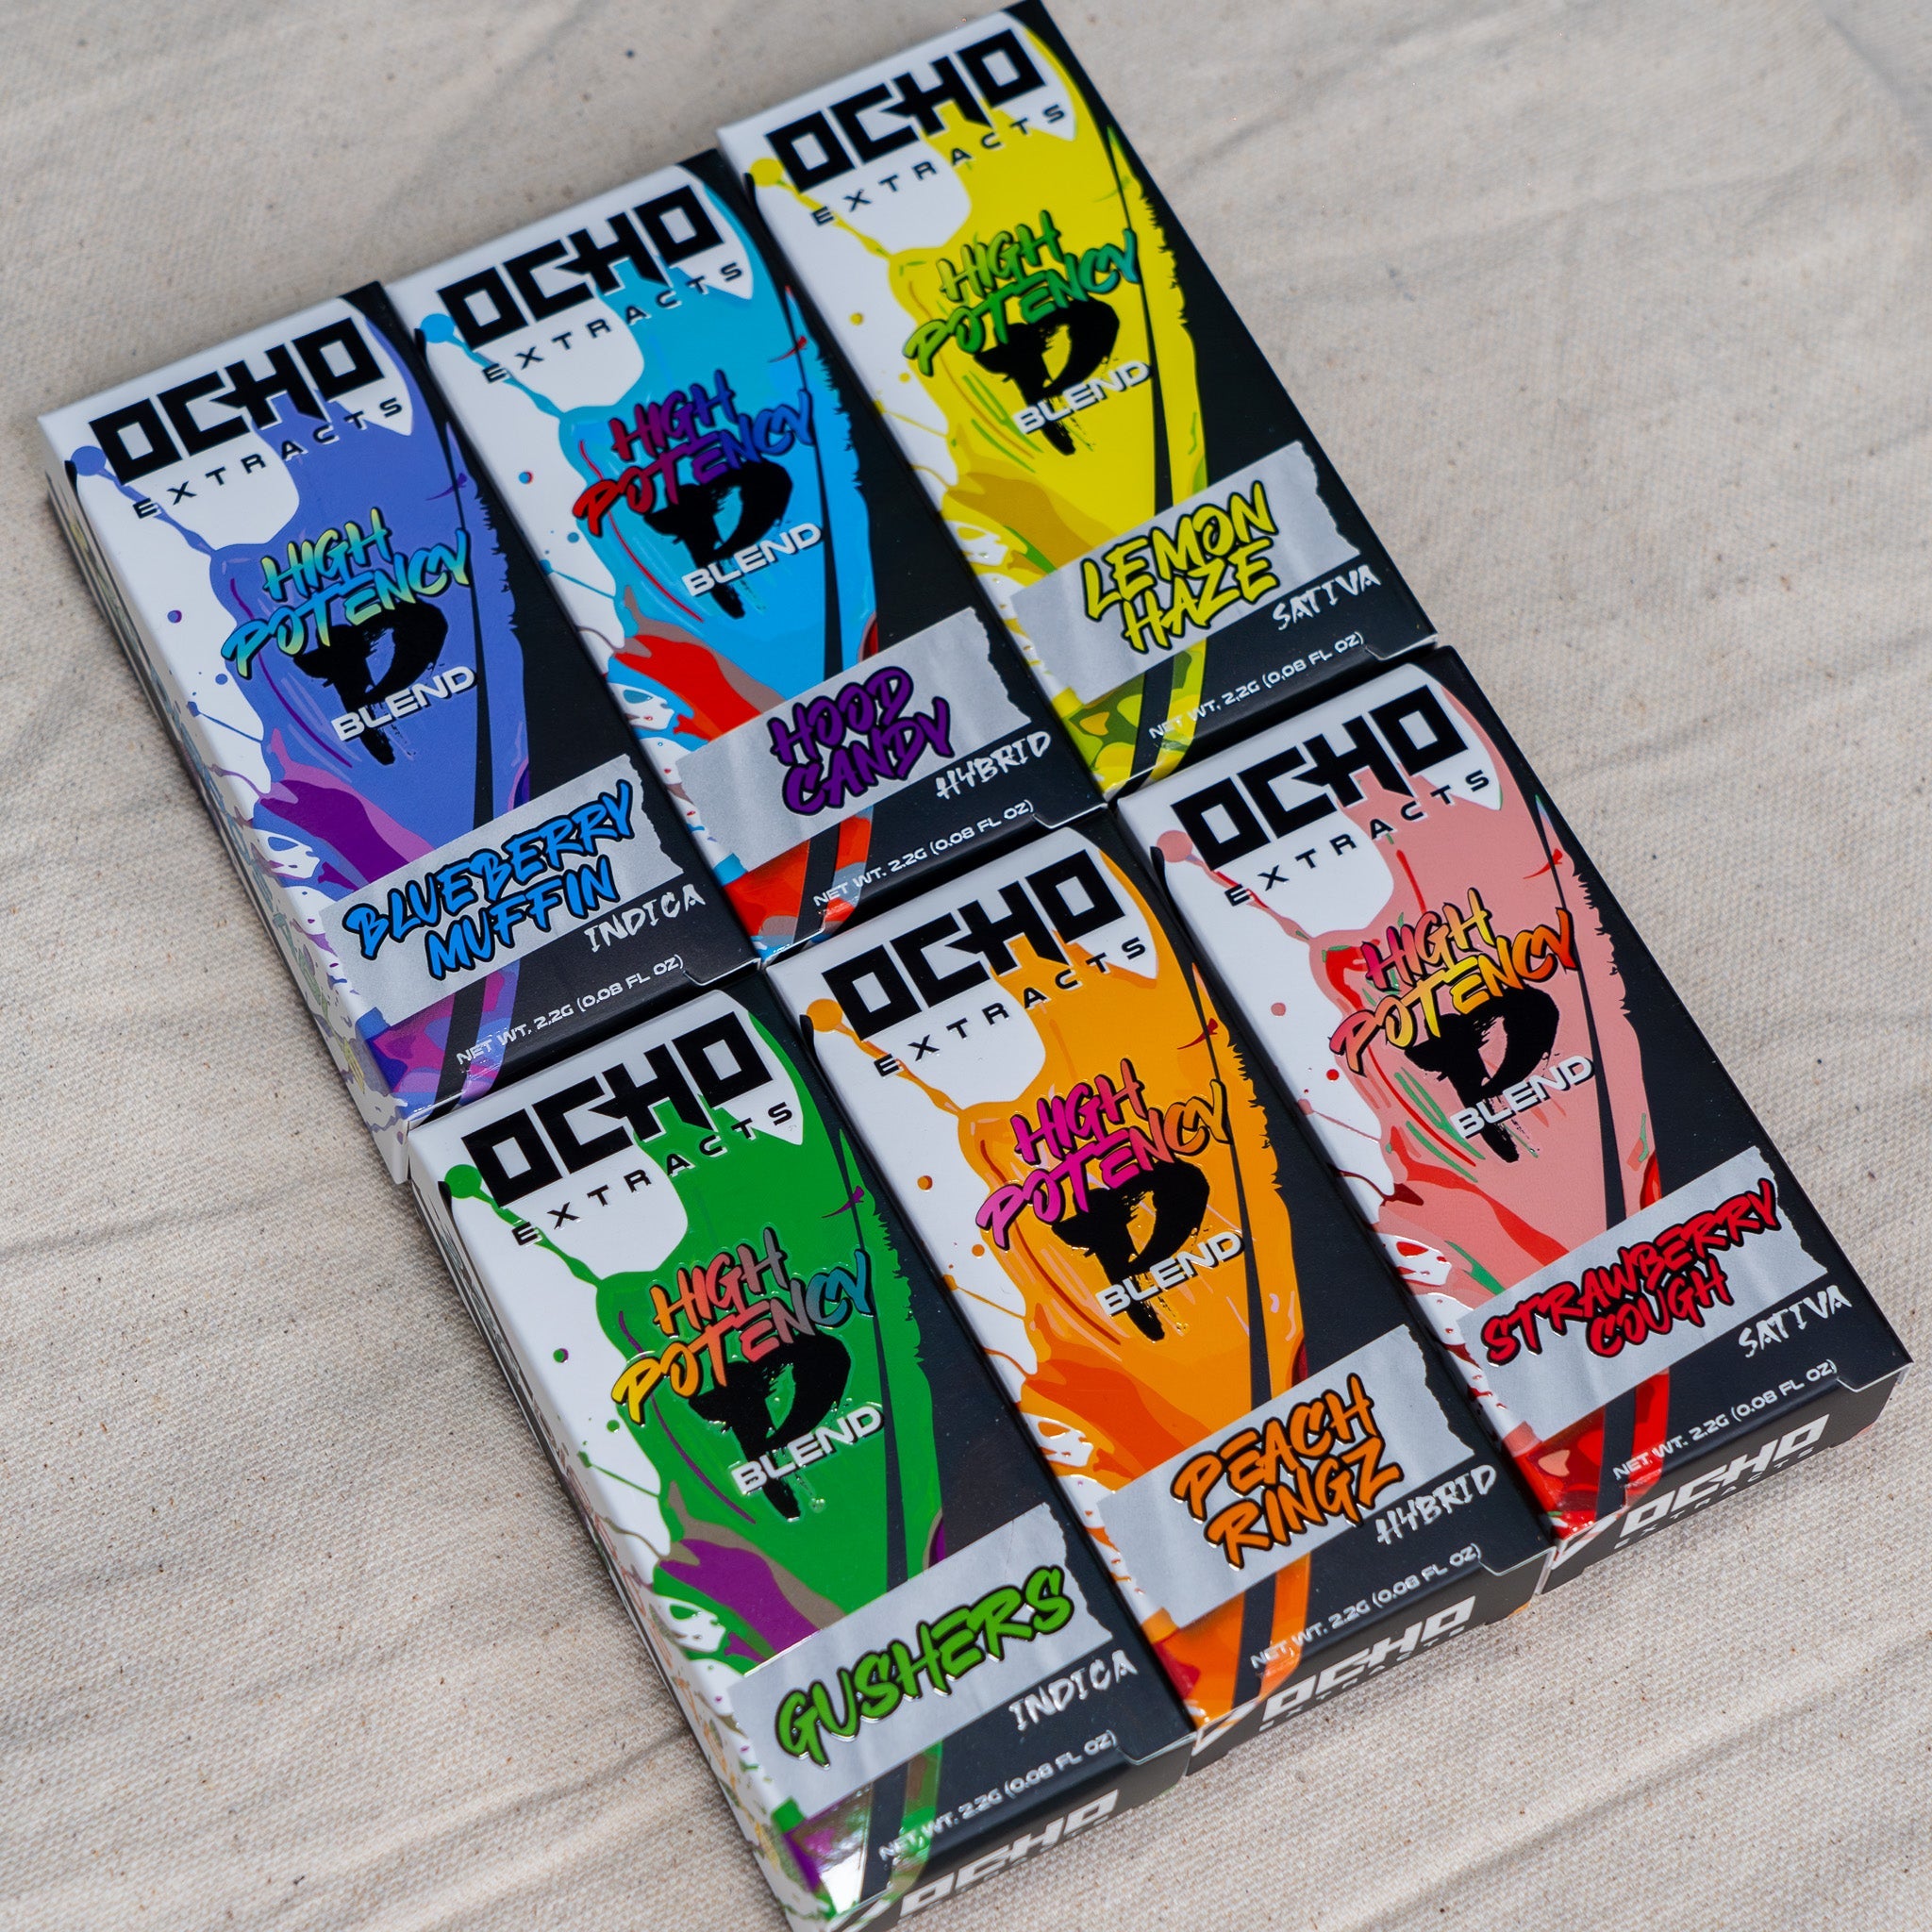 OCHO
EXTRACTS
HIGH
POTENCY
P
BLEND
BLUEBERRY
MUFFIN
INDICA
NET WT. 2.2G (0.08 FL OZ)
OCHO
EXTRACTS
HIGH
POTENCY
P
BLEND
HOOD
CANDY
HYBRID
NET WT. 2.2G (0.08 FL OZ)
OCHO
EXTRACTS
HIGH
POTENCY
P
BLEND
LEMON
HAZE
SATIVA
NET WT. 2.2G (0.08 FL OZ)
OCHO
EXTRACTS
HIGH
POTENCY
P
BLEND
GUSHERS
INDICA
NET WT. 2.2G (0.08 FL OZ)
OCHO
OCHO
EXTRACTS
HIGH
POTENCY
P
BLEND
PEACH
RINGZ
HYBRID
NET WT. 2.2G (0.08 FL OZ)
OCHO
EXTRACTS
OCHO
EXTRACTS
HIGH
POTENCY
P
BLEND
STRAWBERRY
COUGH
SATIVA
NET WT. 2.2G (0.08 FL OZ)
OCHO
EXTRACTS